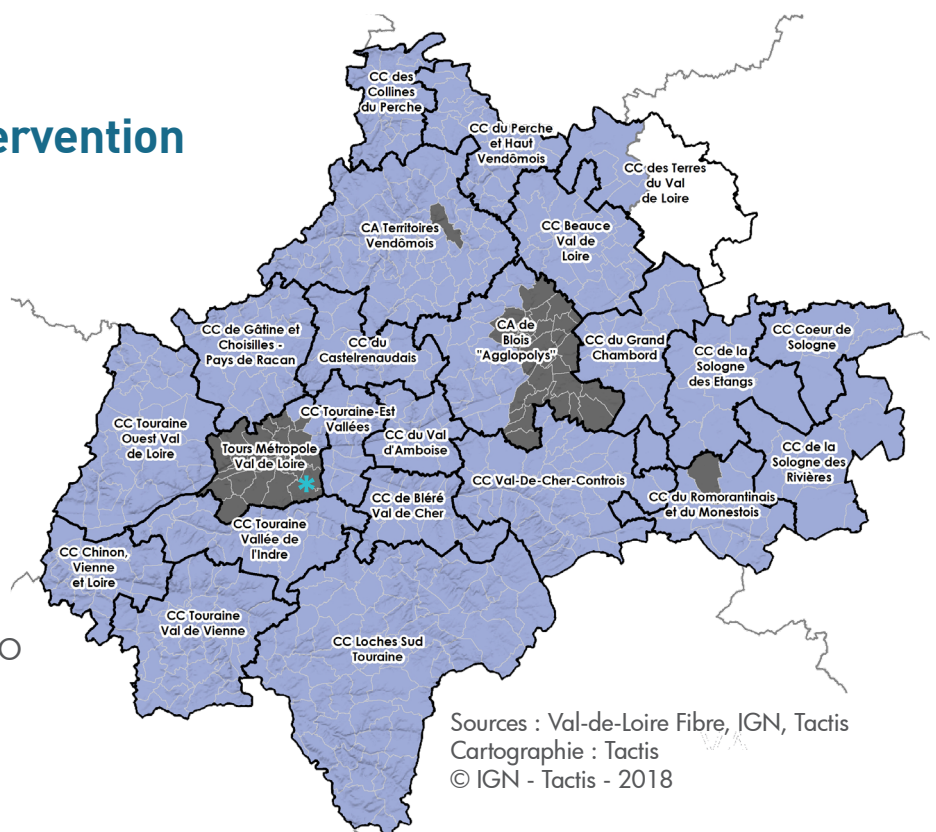 ervention
CC des
Collines
du Perche
CC du Perche
et Haut
Vendômois
CC des Terres
du Val
de Loire
CA Territoires
Vendômois
CC Beauce
Val de
Loire
CC de Gâtine et
Choisilles -
Pays de Racan
CC du
Castelrenaudais
CA de
Blois
"Agglopolys"
CC du Grand
Chambord
CC de la
Sologne
des Etangs
CC Coeur de
Sologne
CC Touraine
Ouest Val
de Loire
CC Touraine-Est
Vallées
Tours Métropole
Val de Loire
*
CC du Val
d'Amboise
CC de la
Sologne des
Rivières
CC Val-De-Cher-Controis
CC de Bléré
Val de Cher
CC du Romorantinais
et du Monestois
CC Touraine
Vallée de
l'Indre
CC Chinon,
Vienne
et Loire
CC Touraine
Val de Vienne
CC Loches Sud
Touraine
O
Sources : Val-de-Loire Fibre, IGN, Tactis
Cartographie : Tactis
© IGN - Tactis - 2018